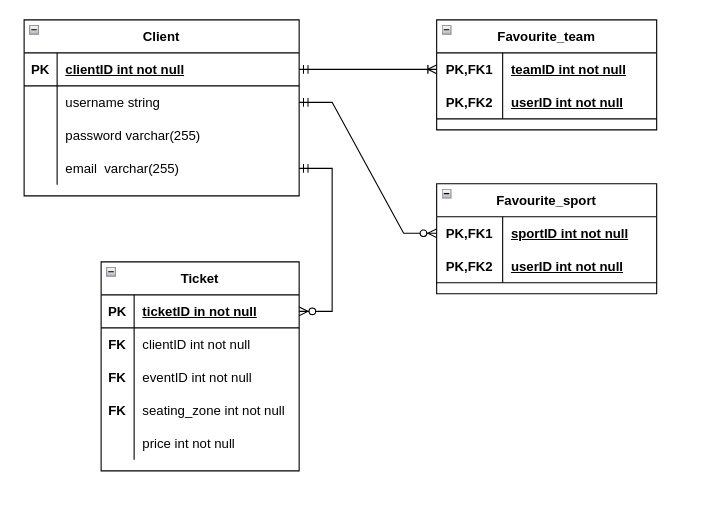 Client
PK clientID int not null
username string
password varchar(255)
email  varchar(255)
Favourite_team
PK,FK1 teamID int not null
PK,FK2 userID int not null
Favourite_sport
PK,FK1 sportID int not null
PK,FK2 userID int not null
Ticket
PK ticketID in not null
FK clientID int not null
FK eventID int not null
FK seating_zone int not null
price int not null